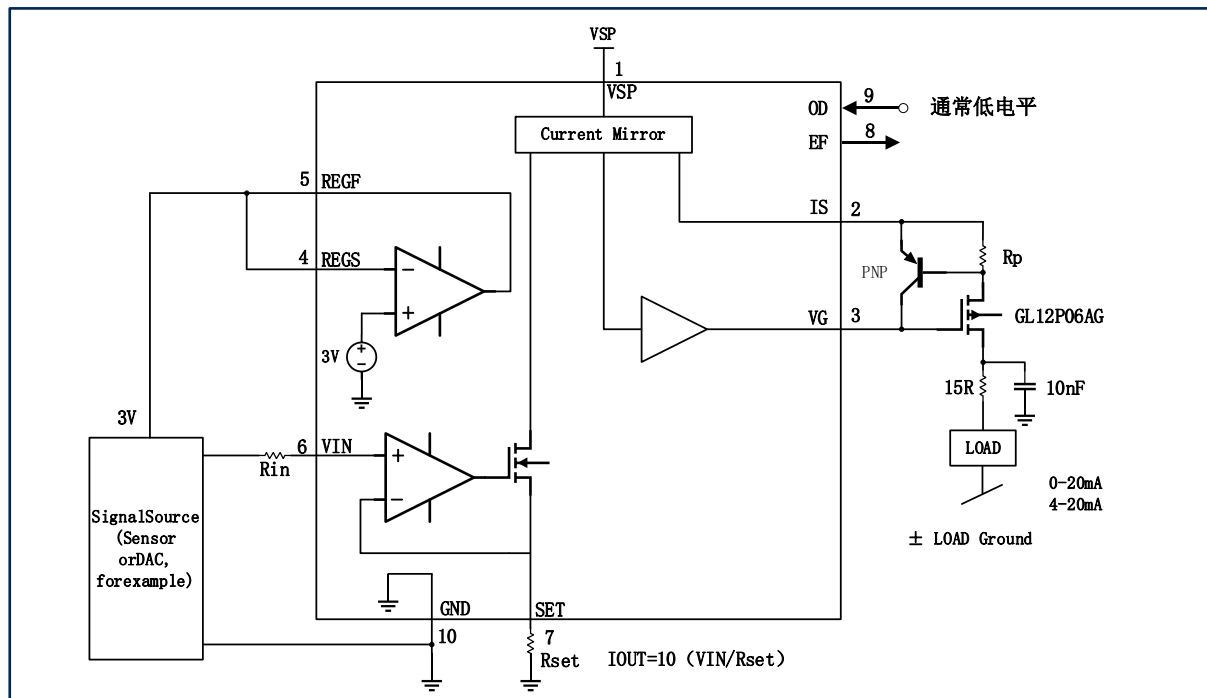 VSP
1
VSP
OD
9
通常低电平
EF
8
Current Mirror
5
REGF
IS
2
4
REGS
PNP
Rp
−
+
3V
VG
3
GL12P06AG
15R
10nF
3V
6
VIN
Rin
+
−
LOAD
0-20mA
4-20mA
± LOAD Ground
SignalSource
(Sensor
orDAC,
forexample)
GND
SET
10
7
Rset
IOUT=10 (VIN/Rset)